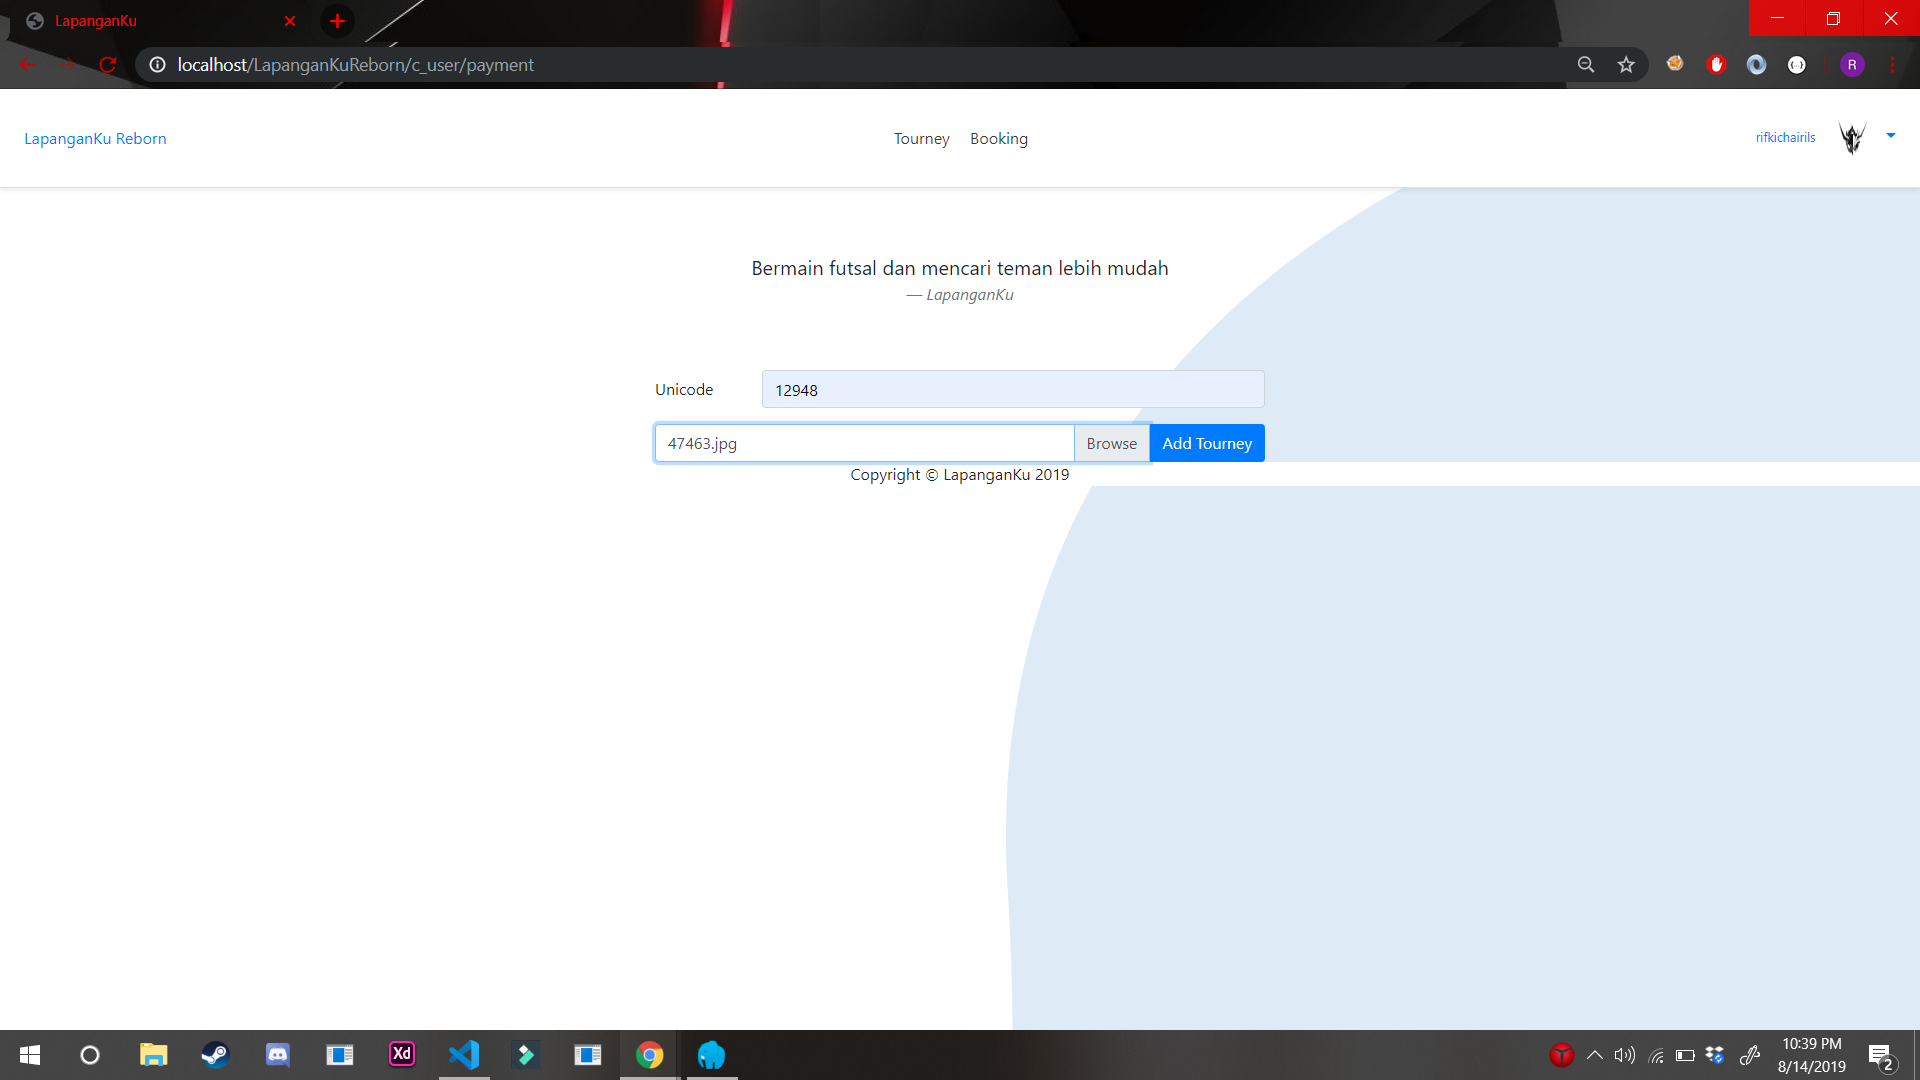 LapanganKu
localhost/LapanganKuReborn/c_user/payment
R
LapanganKu Reborn
Tourney
Booking
rifkichairils
Bermain futsal dan mencari teman lebih mudah
— LapanganKu
Unicode
12948
47463.jpg
Browse
Add Tourney
Copyright © LapanganKu 2019
Xd
10:39 PM
8/14/2019
2